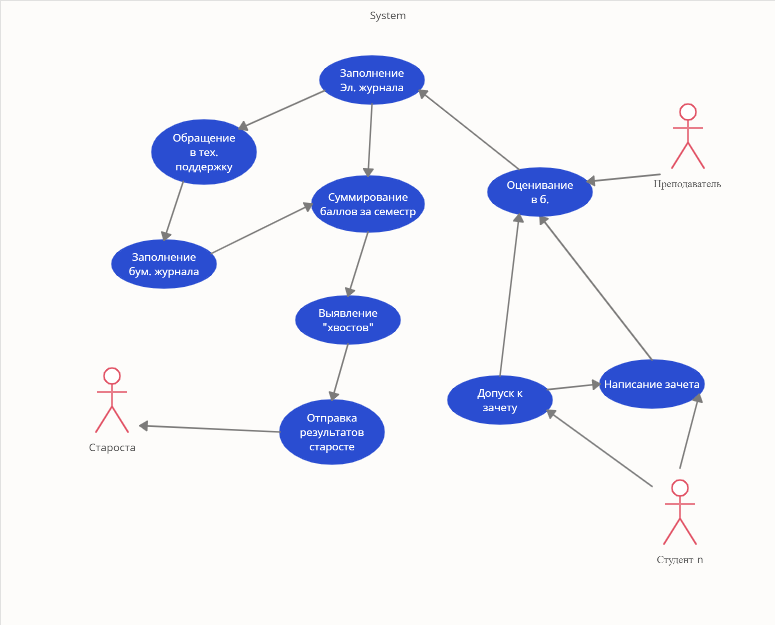 System
Заполнение
Эл. журнала
Обращение
в тех.
поддержку
Преподаватель
Оценивание
в б.
Суммирование
баллов за семестр
Заполнение
бум. журнала
Выявление
"хвостов"
Написание зачета
Допуск к
зачету
Староста
Отправка
результатов
старосте
Студент n